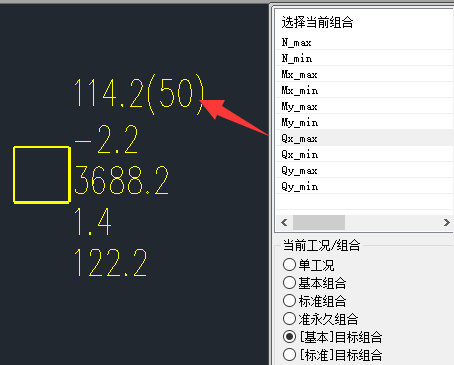 114.2(50)
-2.2
3688.2
1.4
122.2
选择当前组合
N_max
N_min
Mx_max
Mx_min
My_max
My_min
Qx_max
Qx_min
Qy_max
Qy_min
当前工况/组合
单工况
基本组合
标准组合
准永久组合
[基本]目标组合
[标准]目标组合